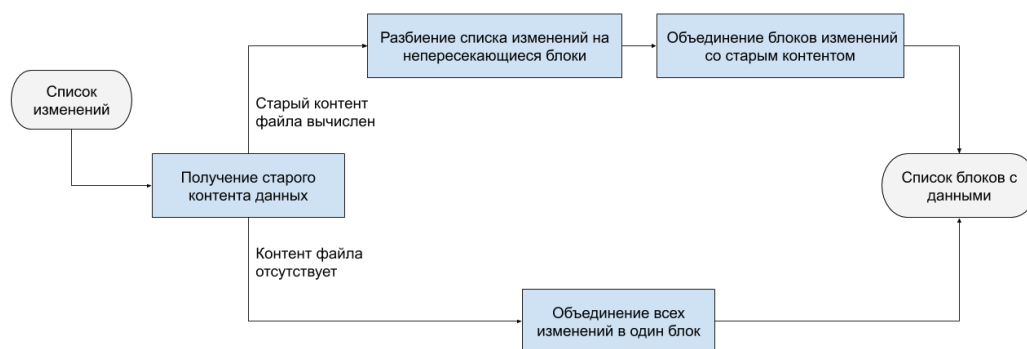 Разбиение списка изменений на
непересекающиеся блоки
Объединение блоков изменений
со старым контентом
Список
изменений
Старый контент
файла вычислен
Получение старого
контента данных
Список блоков с
данными
Контент файла
отсутствует
Объединение всех
изменений в один блок